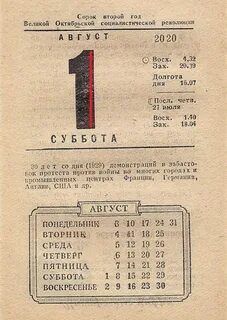 Сорок второй год
Великой Октябрьской социалистической революции
АВГУСТ 2020
1
Восх. 4.32
Зах. 20.19
Долгота
дня 15.07
Посл. четв.
27 июля
Восх. 1.40
Зах. 18.04
СУББОТА
30 лет со дня (1929) демонстраций и забастовок
протеста против войны во многих городах и
промышленных центрах Франции, Германии,
Англии, США и др.
АВГУСТ
ПОНЕДЕЛЬНИК 3 10 17 24 31
ВТОРНИК 4 11 18 25
СРЕДА 5 12 19 26
ЧЕТВЕРГ 6 13 20 27
ПЯТНИЦА 7 14 21 28
СУББОТА 1 8 15 22
ВОСКРЕСЕНЬЕ 2 9 16 23 30